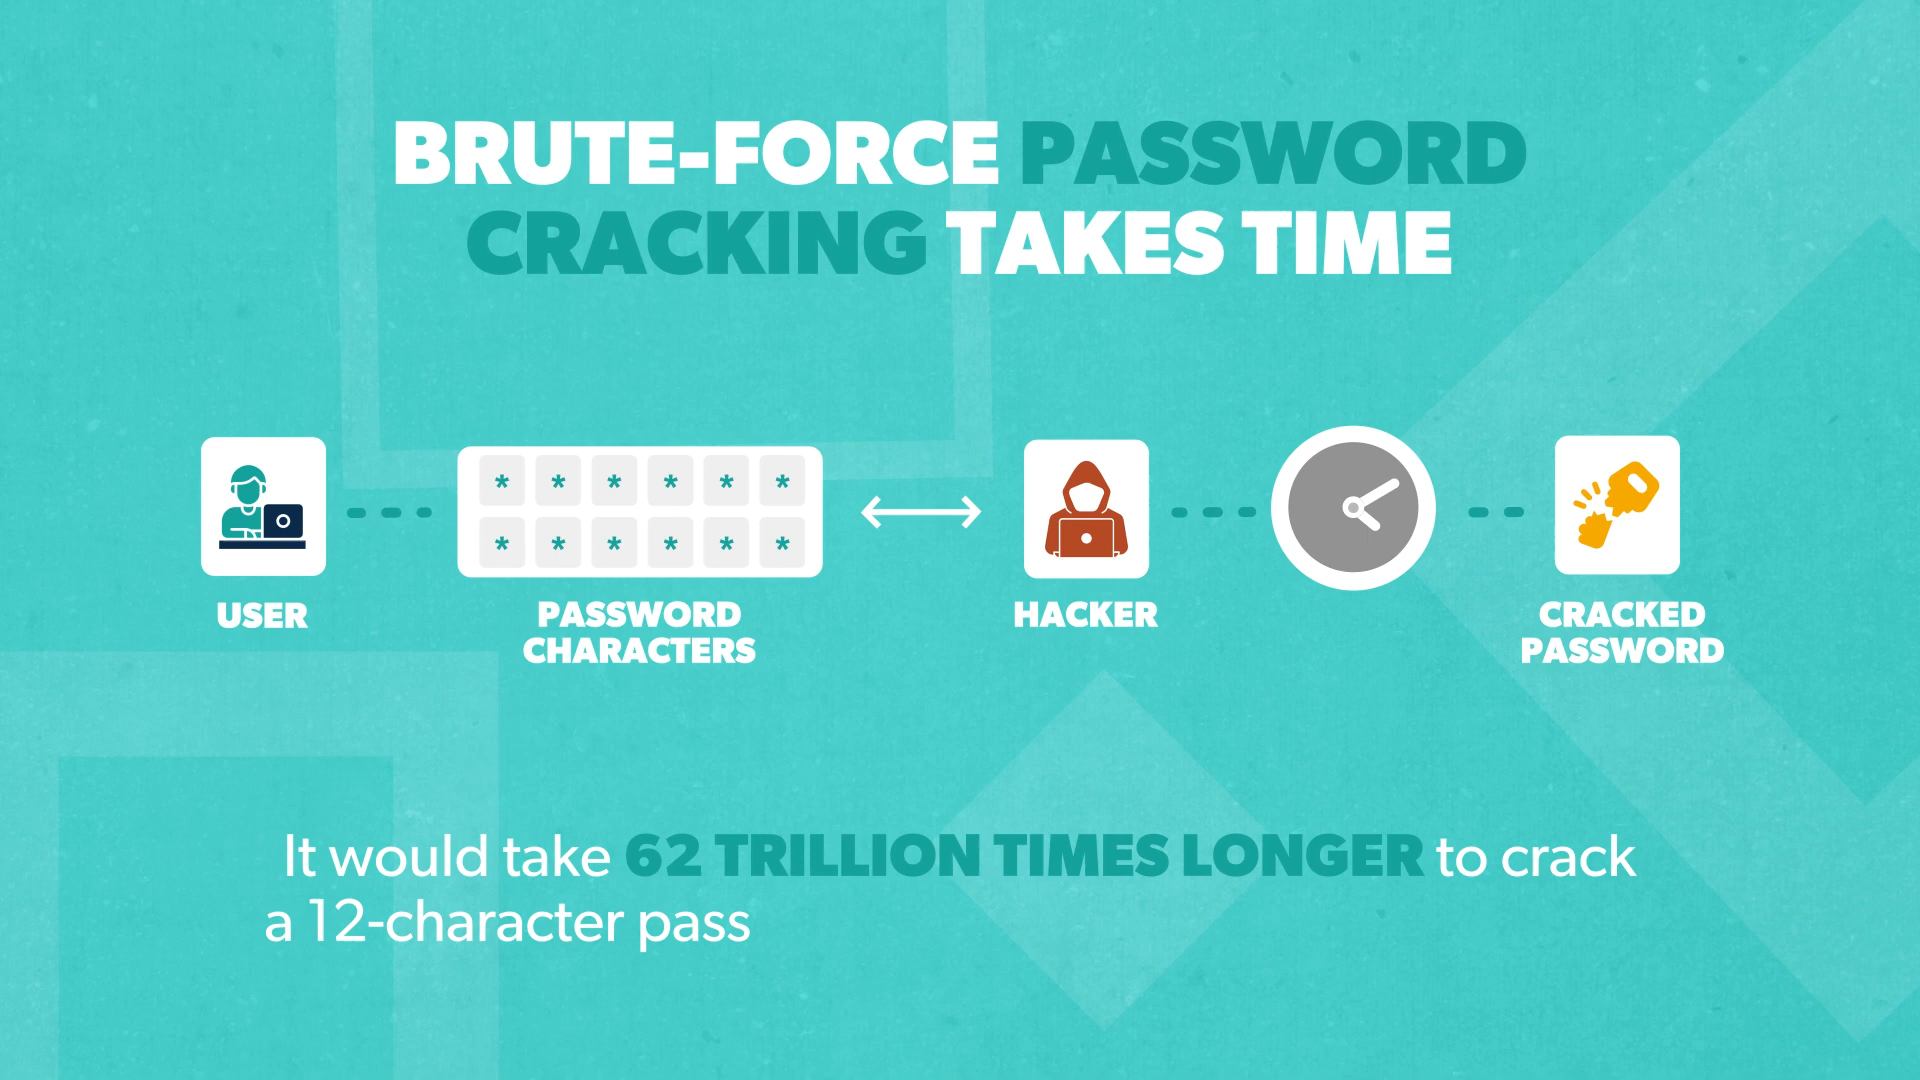 BRUTE-FORCE PASSWORD
CRACKING TAKES TIME
* * * * * *
* * * * * *
USER
PASSWORD
CHARACTERS
HACKER
CRACKED
PASSWORD
It would take 62 TRILLION TIMES LONGER to crack
a 12-character pass